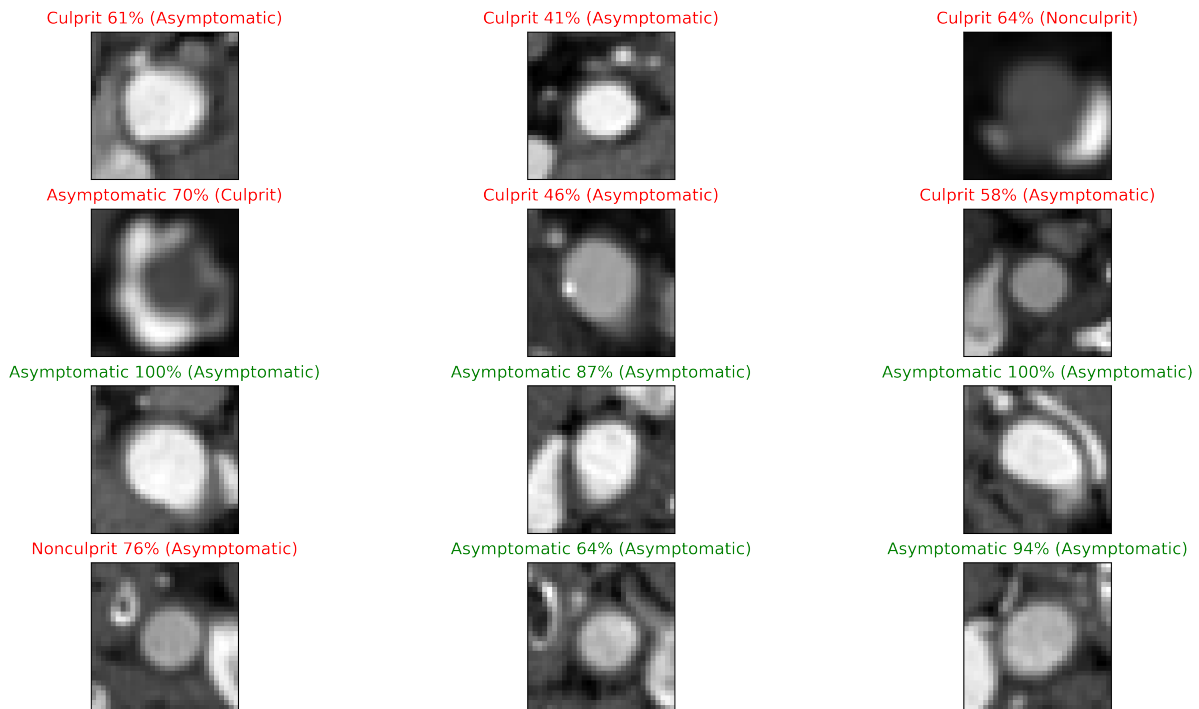 Culprit 61% (Asymptomatic)
Culprit 41% (Asymptomatic)
Culprit 64% (Nonculprit)
Asymptomatic 70% (Culprit)
Culprit 46% (Asymptomatic)
Culprit 58% (Asymptomatic)
Asymptomatic 100% (Asymptomatic)
Asymptomatic 87% (Asymptomatic)
Asymptomatic 100% (Asymptomatic)
Nonculprit 76% (Asymptomatic)
Asymptomatic 64% (Asymptomatic)
Asymptomatic 94% (Asymptomatic)